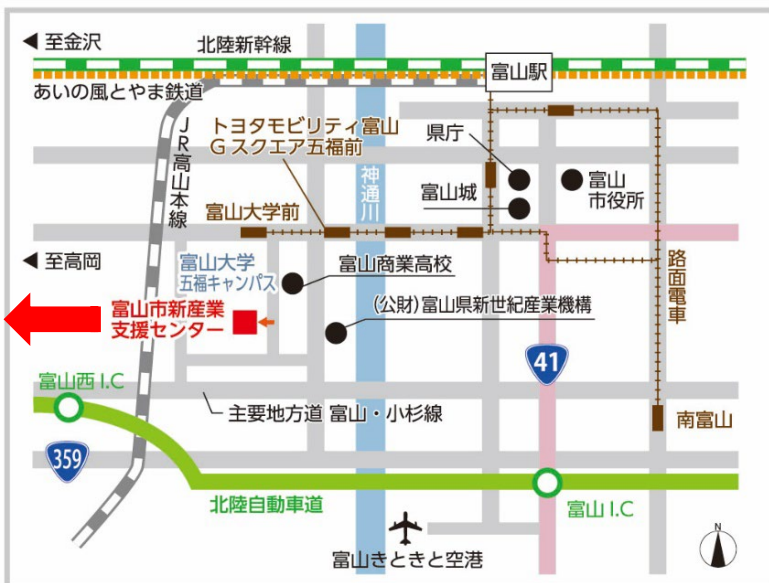 ◀ 至金沢
北陸新幹線
富山駅
あいの風とやま鉄道
JR高山本線
トヨタモビリティ富山
Gスクエア五福前
神通川
県庁
富山城
富山
市役所
富山大学前
◀ 至高岡
富山大学
五福キャンパス
富山商業高校
路面電車
富山市新産業
支援センター
(公財)富山県新世紀産業機構
41
富山西I.C
主要地方道 富山・小杉線
南富山
359
北陸自動車道
富山I.C
富山きときと空港
N